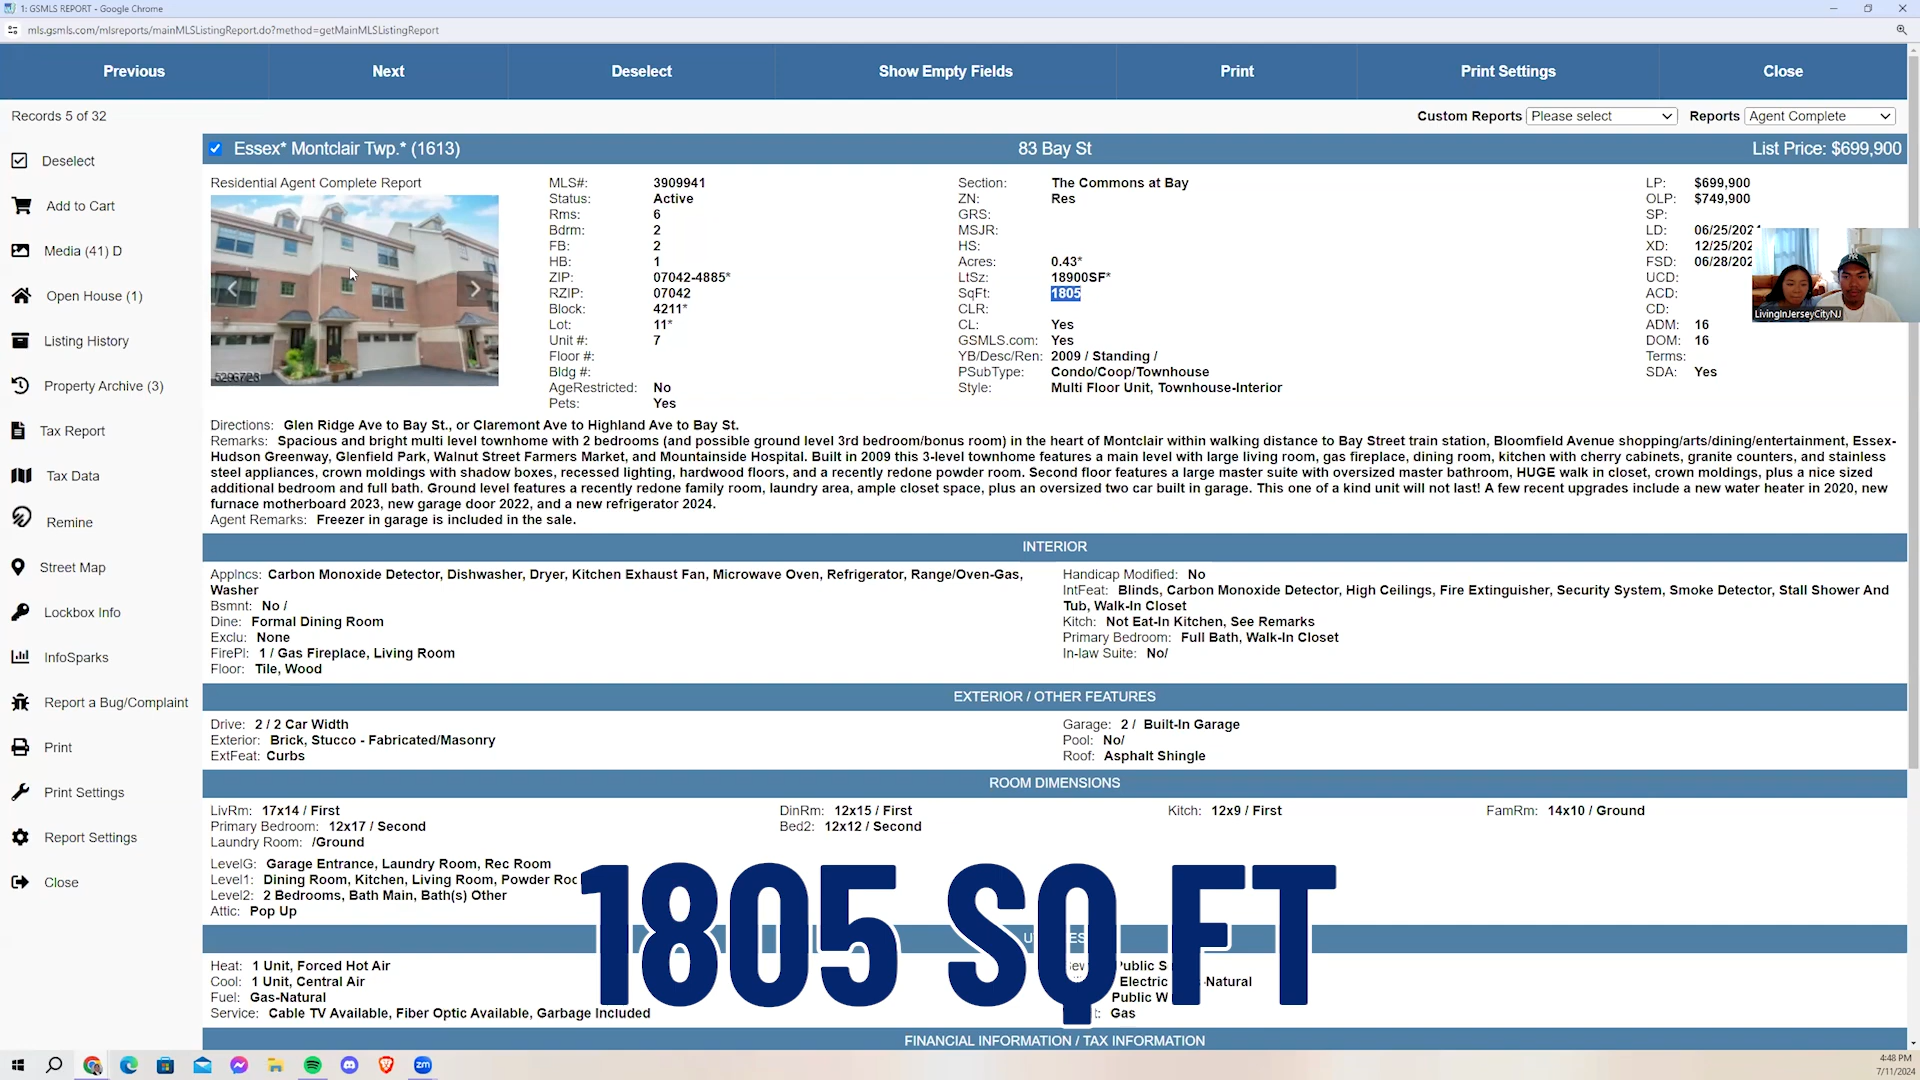 1: GSMLS REPORT - Google Chrome
mls.gsmls.com/mlsreports/mainMLSListingReport.do?method=getMainMLSListingReport
Previous Next Deselect Show Empty Fields Print Print Settings Close
Records 5 of 32 Custom Reports Please select Reports Agent Complete
Deselect
Add to Cart
Media (41) D
Open House (1)
Listing History
Property Archive (3)
Tax Report
Tax Data
Remine
Street Map
Lockbox Info
InfoSparks
Report a Bug/Complaint
Print
Print Settings
Report Settings
Close
Essex* Montclair Twp.* (1613) 83 Bay St List Price: $699,900
Residential Agent Complete Report
MLS#: 3909941
Status: Active
Rms: 6
Bdrm: 2
FB: 2
HB: 1
ZIP: 07042-4885*
RZIP: 07042
Block: 4211*
Lot: 11*
Unit #: 7
Floor #:
Bldg #:
AgeRestricted: No
Pets: Yes
Section: The Commons at Bay
ZN: Res
GRS:
MSJR:
HS:
Acres: 0.43*
LtSz: 18900SF*
SqFt: 1805
CLR:
CL: Yes
GSMLS.com: Yes
YB/Desc/Ren: 2009 / Standing /
PSubType: Condo/Coop/Townhouse
Style: Multi Floor Unit, Townhouse-Interior
LP: $699,900
OLP: $749,900
SP:
LD: 06/25/202
XD: 12/25/202
FSD: 06/28/202
UCD:
ACD:
CD:
ADM: 16
DOM: 16
Terms:
SDA: Yes
LivingInJerseyCityNJ
Directions: Glen Ridge Ave to Bay St., or Claremont Ave to Highland Ave to Bay St.
Remarks: Spacious and bright multi level townhome with 2 bedrooms (and possible ground level 3rd bedroom/bonus room) in the heart of Montclair within walking distance to Bay Street train station, Bloomfield Avenue shopping/arts/dining/entertainment, Essex-
Hudson Greenway, Glenfield Park, Walnut Street Farmers Market, and Mountainside Hospital. Built in 2009 this 3-level townhome features a main level with large living room, gas fireplace, dining room, kitchen with cherry cabinets, granite counters, and stainless
steel appliances, crown moldings with shadow boxes, recessed lighting, hardwood floors, and a recently redone powder room. Second floor features a large master suite with oversized master bathroom, HUGE walk in closet, crown moldings, plus a nice sized
additional bedroom and full bath. Ground level features a recently redone family room, laundry area, ample closet space, plus an oversized two car built in garage. This one of a kind unit will not last! A few recent upgrades include a new water heater in 2020, new
furnace motherboard 2023, new garage door 2022, and a new refrigerator 2024.
Agent Remarks: Freezer in garage is included in the sale.
INTERIOR
Applncs: Carbon Monoxide Detector, Dishwasher, Dryer, Kitchen Exhaust Fan, Microwave Oven, Refrigerator, Range/Oven-Gas,
Washer
Bsmnt: No /
Dine: Formal Dining Room
Exclu: None
FirePl: 1 / Gas Fireplace, Living Room
Floor: Tile, Wood
Handicap Modified: No
IntFeat: Blinds, Carbon Monoxide Detector, High Ceilings, Fire Extinguisher, Security System, Smoke Detector, Stall Shower And
Tub, Walk-In Closet
Kitch: Not Eat-In Kitchen, See Remarks
Primary Bedroom: Full Bath, Walk-In Closet
In-law Suite: No/
EXTERIOR / OTHER FEATURES
Drive: 2 / 2 Car Width
Exterior: Brick, Stucco - Fabricated/Masonry
ExtFeat: Curbs
Garage: 2 / Built-In Garage
Pool: No/
Roof: Asphalt Shingle
ROOM DIMENSIONS
LivRm: 17x14 / First DinRm: 12x15 / First Kitch: 12x9 / First FamRm: 14x10 / Ground
Primary Bedroom: 12x17 / Second Bed2: 12x12 / Second
Laundry Room: /Ground
LevelG: Garage Entrance, Laundry Room, Rec Room
Level1: Dining Room, Kitchen, Living Room, Powder
Level2: 2 Bedrooms, Bath Main, Bath(s) Other
Attic: Pop Up
1805 SQ FT
Heat: 1 Unit, Forced Hot Air
Cool: 1 Unit, Central Air
Fuel: Gas-Natural
Service: Cable TV Available, Fiber Optic Available, Garbage Included
Public
Electric Natural
Public
Gas
FINANCIAL INFORMATION / TAX INFORMATION
zm
4:48 PM
7/11/2024